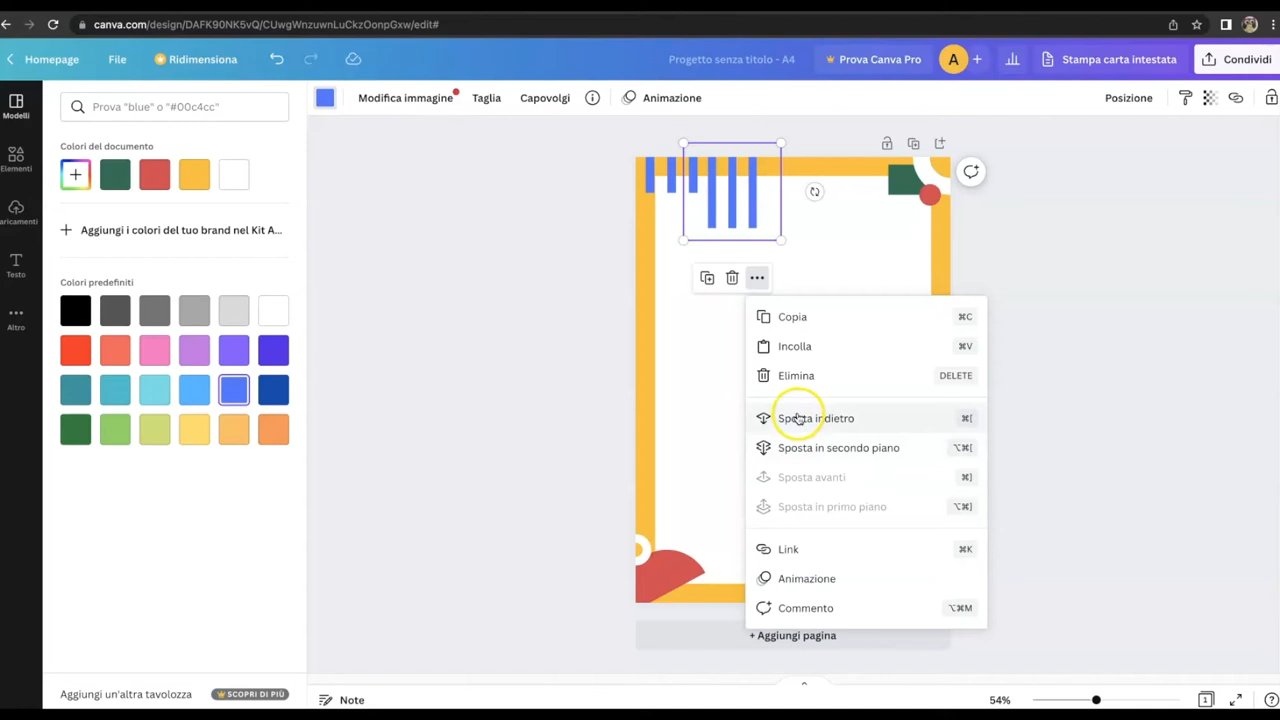 canva.com/design/DAFK90NK5vQ/CUwgWnzuwnLuCkzOonpGxw/edit#
Homepage
File
Ridimensiona
Progetto senza titolo - A4
Prova Canva Pro
A
+
Stampa carta intestata
Condividi
Modelli
Elementi
aricamenti
Testo
Altro
Prova "blue" o "#00c4cc"
Modifica immagine
Taglia
Capovolgi
Animazione
Posizione
Colori del documento
Aggiungi i colori del tuo brand nel Kit A...
Colori predefiniti
Copia ⌘C
Incolla ⌘V
Elimina DELETE
Sposta indietro ⌘[
Sposta in secondo piano ⌥⌘[
Sposta avanti ⌘]
Sposta in primo piano ⌥⌘]
Link ⌘K
Animazione
Commento ⌥⌘M
+ Aggiungi pagina
Aggiungi un'altra tavolozza
SCOPRI DI PIÙ
Note
54%
1